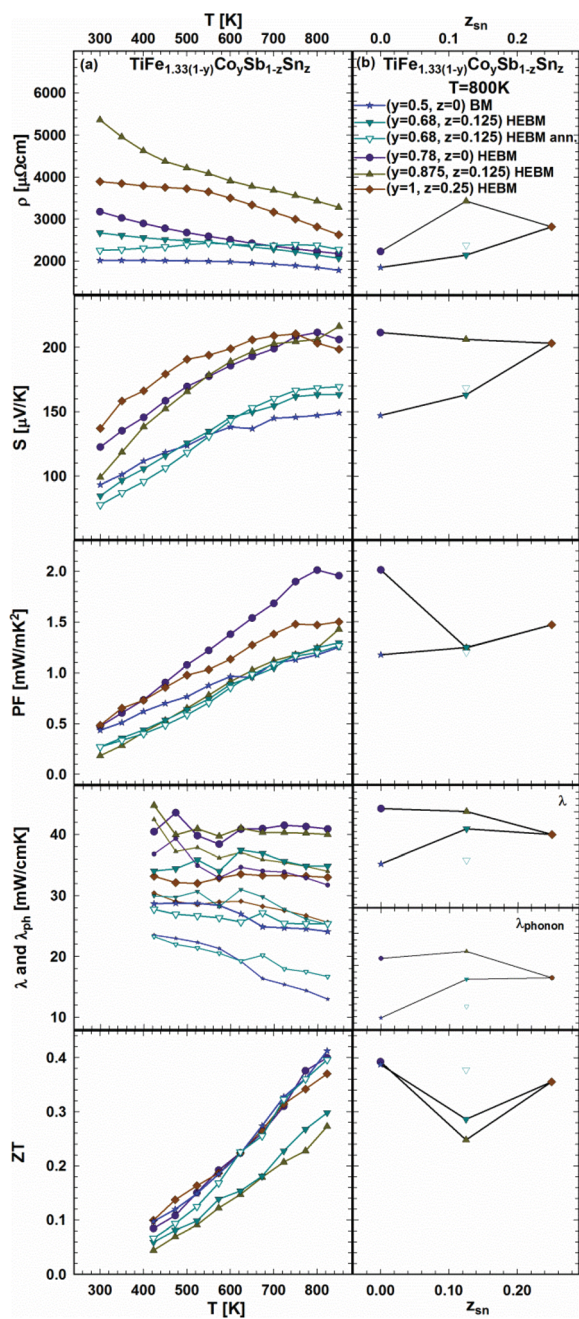 T [K]
300 400 500 600 700 800
z_sn
0.0 0.1 0.2
(a) TiFe1.33(1-y)CoySb1-zSnz
(b) TiFe1.33(1-y)CoySb1-zSnz
T=800K
(y=0.5, z=0) BM
(y=0.68, z=0.125) HEBM
(y=0.68, z=0.125) HEBM ann.
(y=0.78, z=0) HEBM
(y=0.875, z=0.125) HEBM
(y=1, z=0.25) HEBM
ρ [μΩcm]
6000
5000
4000
3000
2000
S [μV/K]
200
150
100
PF [mW/mK²]
2.0
1.5
1.0
0.5
0.0
λ and λph [mW/cmK]
40
30
20
10
λ
λphonon
ZT
0.4
0.3
0.2
0.1
0.0
300 400 500 600 700 800
T [K]
0.00 0.10 0.20
z_sn